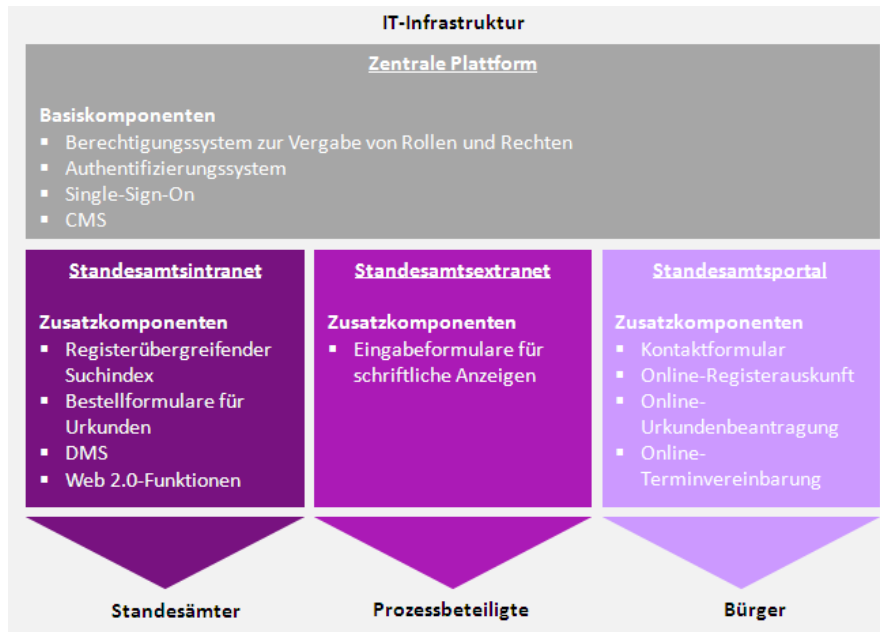 IT-Infrastruktur
Zentrale Plattform
Basiskomponenten
▪ Berechtigungssystem zur Vergabe von Rollen und Rechten
▪ Authentifizierungssystem
▪ Single-Sign-On
▪ CMS
Standesamtsintranet
Zusatzkomponenten
▪ Registerübergreifender
Suchindex
▪ Bestellformulare für
Urkunden
▪ DMS
▪ Web 2.0-Funktionen
Standesamtsextranet
Zusatzkomponenten
▪ Eingabeformulare für
schriftliche Anzeigen
Standesamtsportal
Zusatzkomponenten
▪ Kontaktformular
▪ Online-Registerauskunft
▪ Online-
Urkundenbeantragung
▪ Online-
Terminvereinbarung
Standesämter
Prozessbeteiligte
Bürger